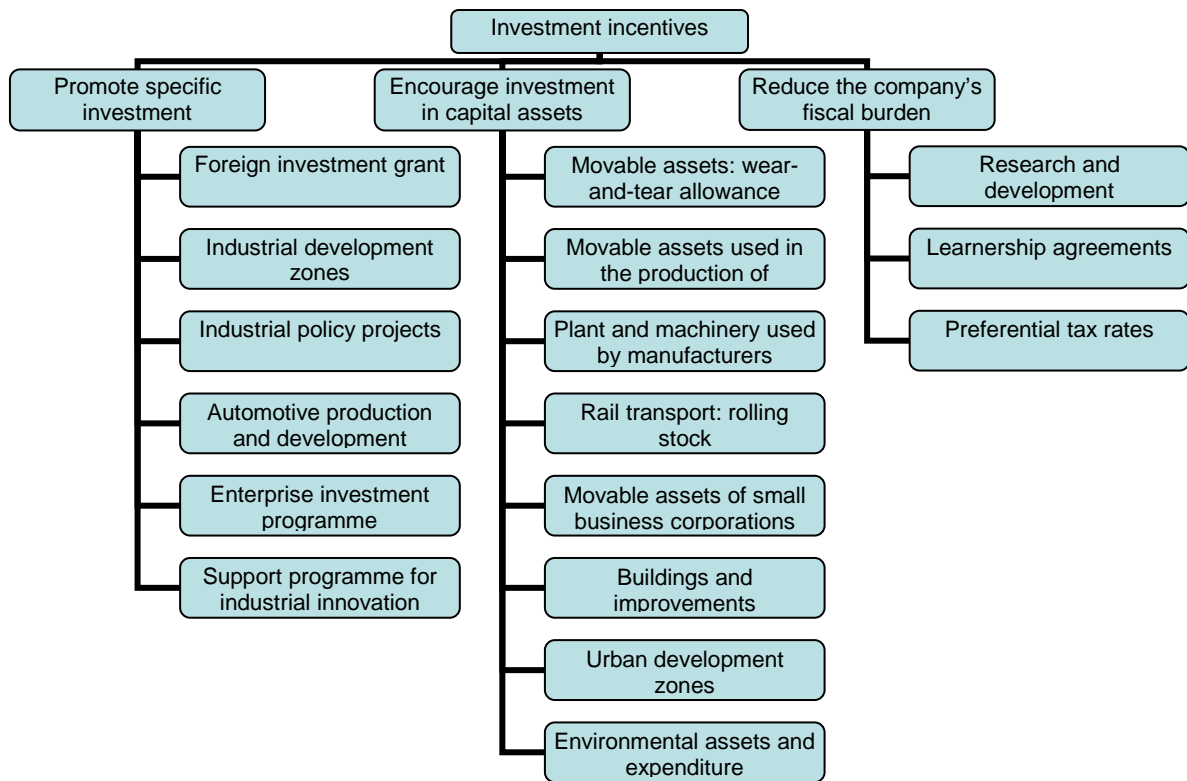 Investment incentives
Promote specific
investment
Foreign investment grant
Industrial development
zones
Industrial policy projects
Automotive production
and development
Enterprise investment
programme
Support programme for
industrial innovation
Encourage investment
in capital assets
Movable assets: wear-
and-tear allowance
Movable assets used in
the production of
Plant and machinery used
by manufacturers
Rail transport: rolling
stock
Movable assets of small
business corporations
Buildings and
improvements
Urban development
zones
Environmental assets and
expenditure
Reduce the company's
fiscal burden
Research and
development
Learnership agreements
Preferential tax rates